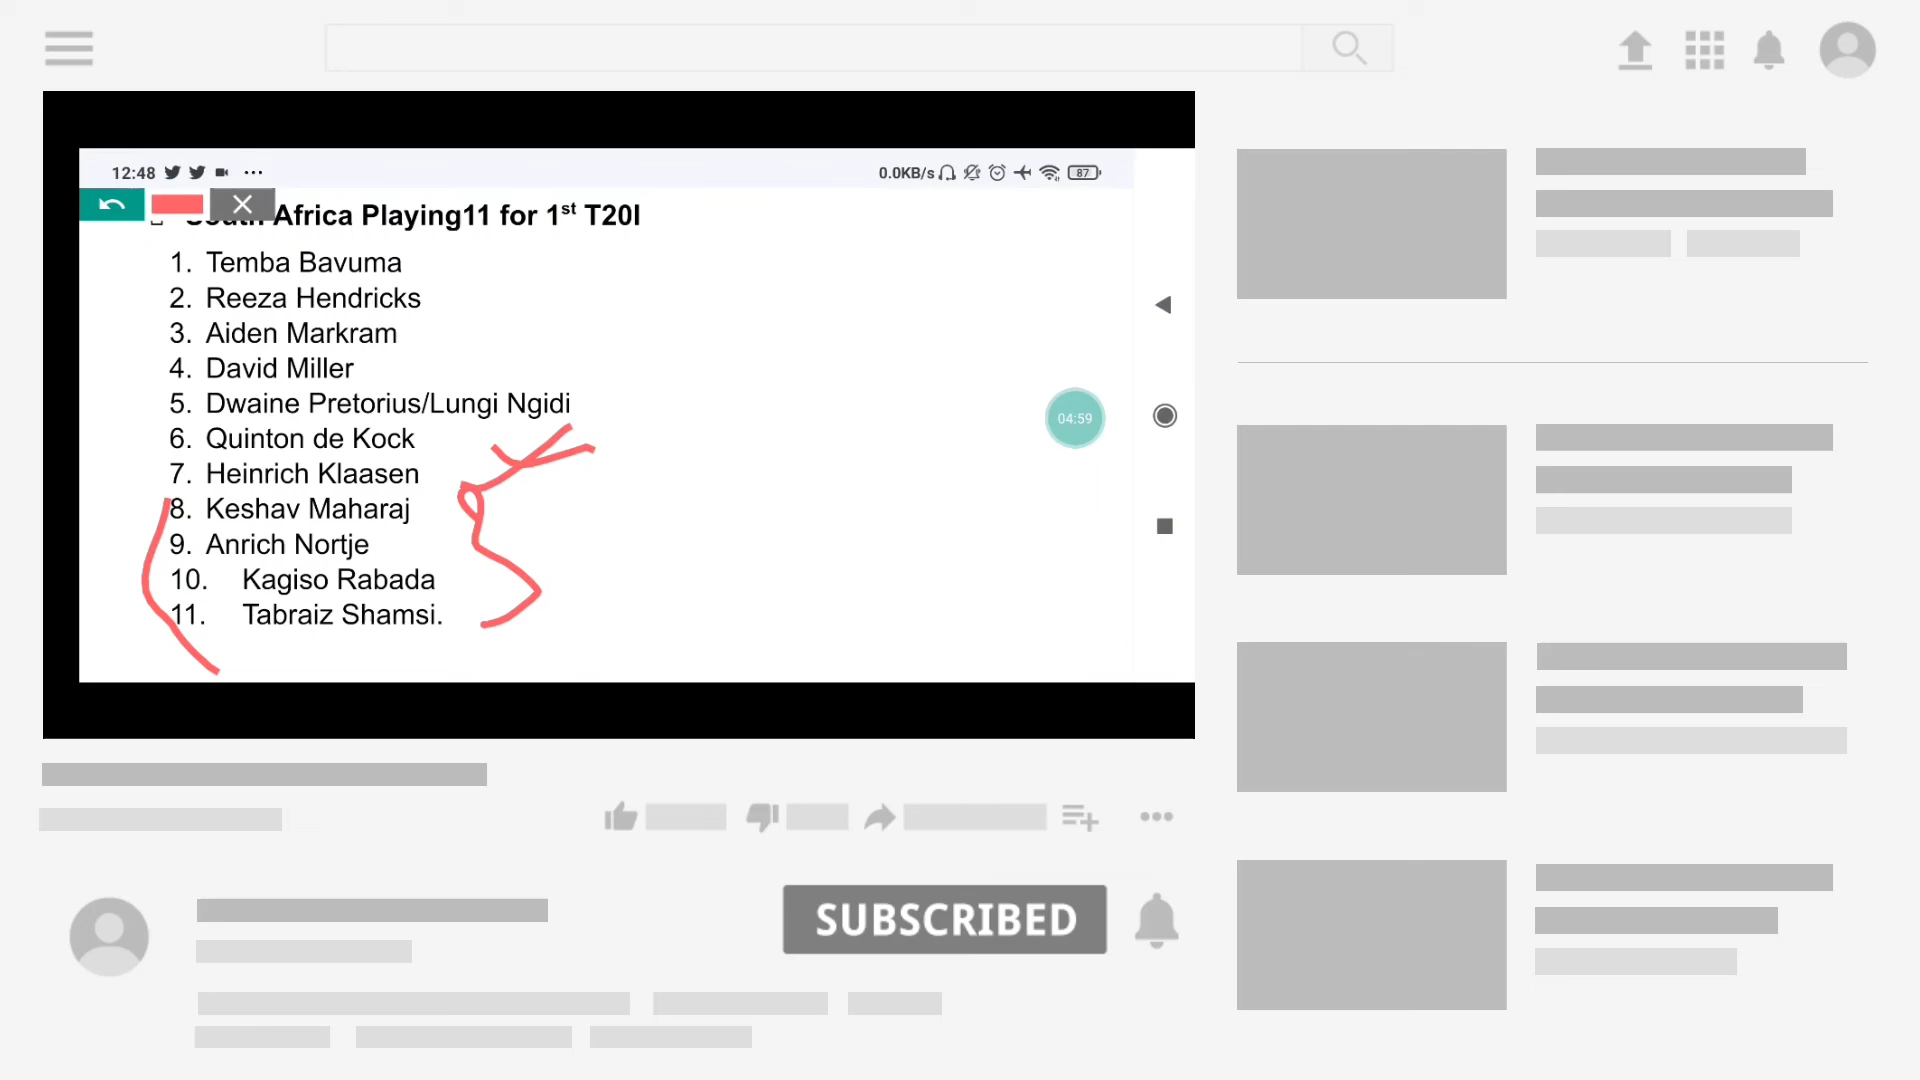 12:48
0.0KB/s
87
South Africa Playing11 for 1st T20I
1. Temba Bavuma
2. Reeza Hendricks
3. Aiden Markram
4. David Miller
5. Dwaine Pretorius/Lungi Ngidi
6. Quinton de Kock
7. Heinrich Klaasen
8. Keshav Maharaj
9. Anrich Nortje
10. Kagiso Rabada
11. Tabraiz Shamsi.
04:59
SUBSCRIBED